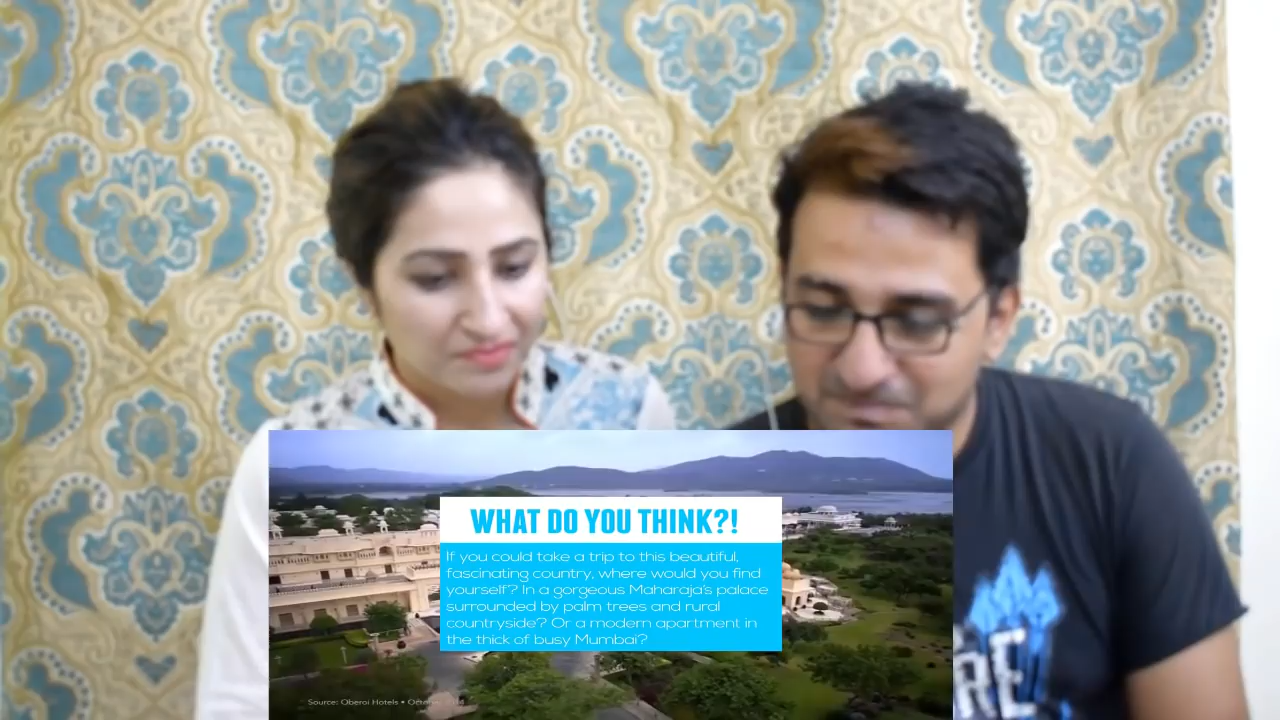 WHAT DO YOU THINK?!
If you could take a trip to this beautiful,
fascinating country, where would you find
yourself? In a gorgeous Maharaja's palace
surrounded by palm trees and rural
countryside? Or a modern apartment in
the thick of busy Mumbai?
Source: Oberoi Hotels •
RE